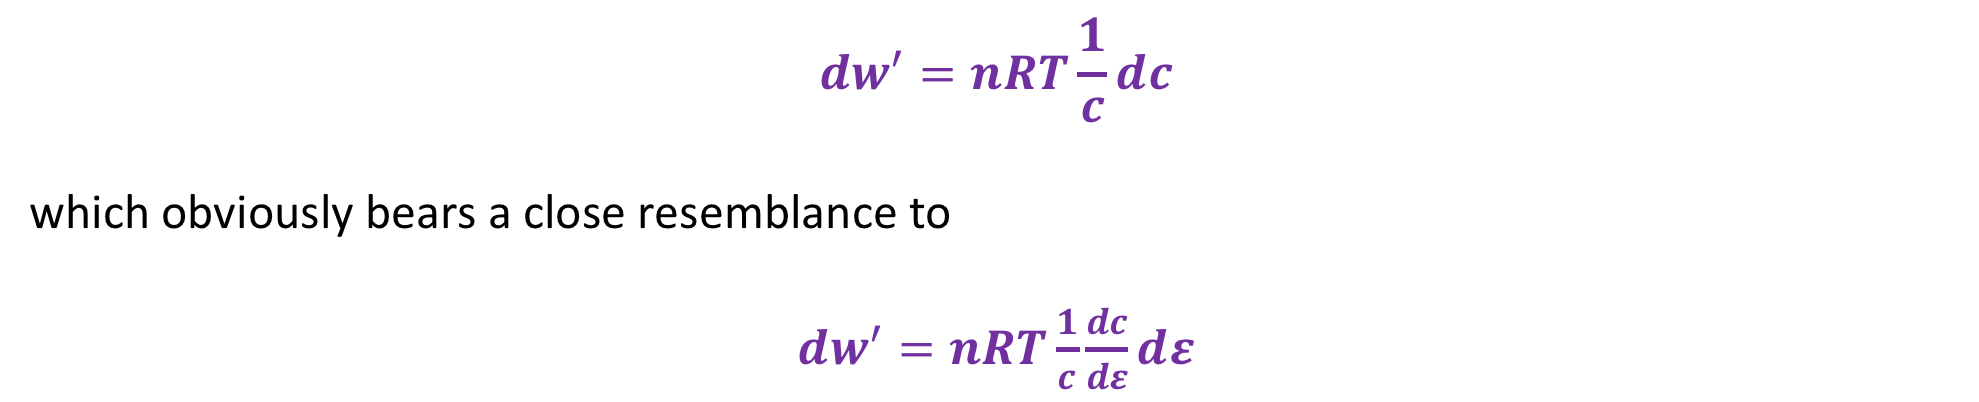 dw′ = nRT 1/c dc
which obviously bears a close resemblance to
dw′ = nRT 1/c dc/dε dε